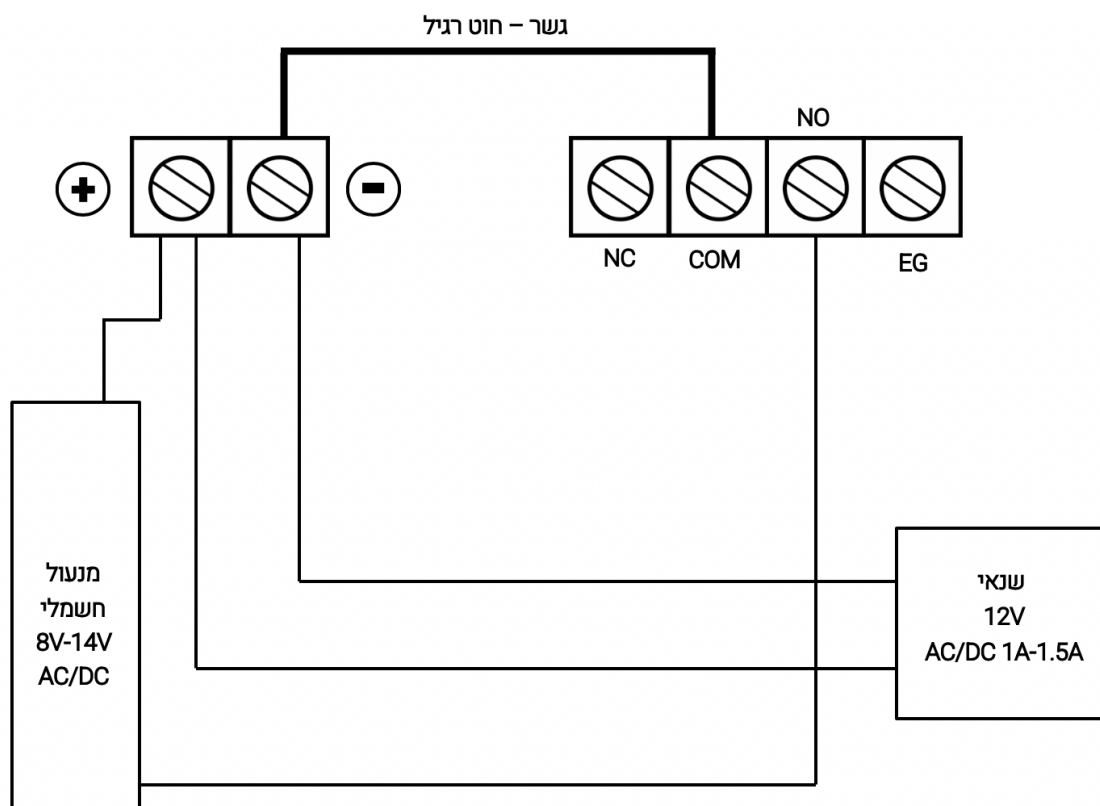 גשר – חוט רגיל
NO
+
-
NC
COM
EG
מנעול
חשמלי
8V-14V
AC/DC
שנאי
12V
AC/DC 1A-1.5A